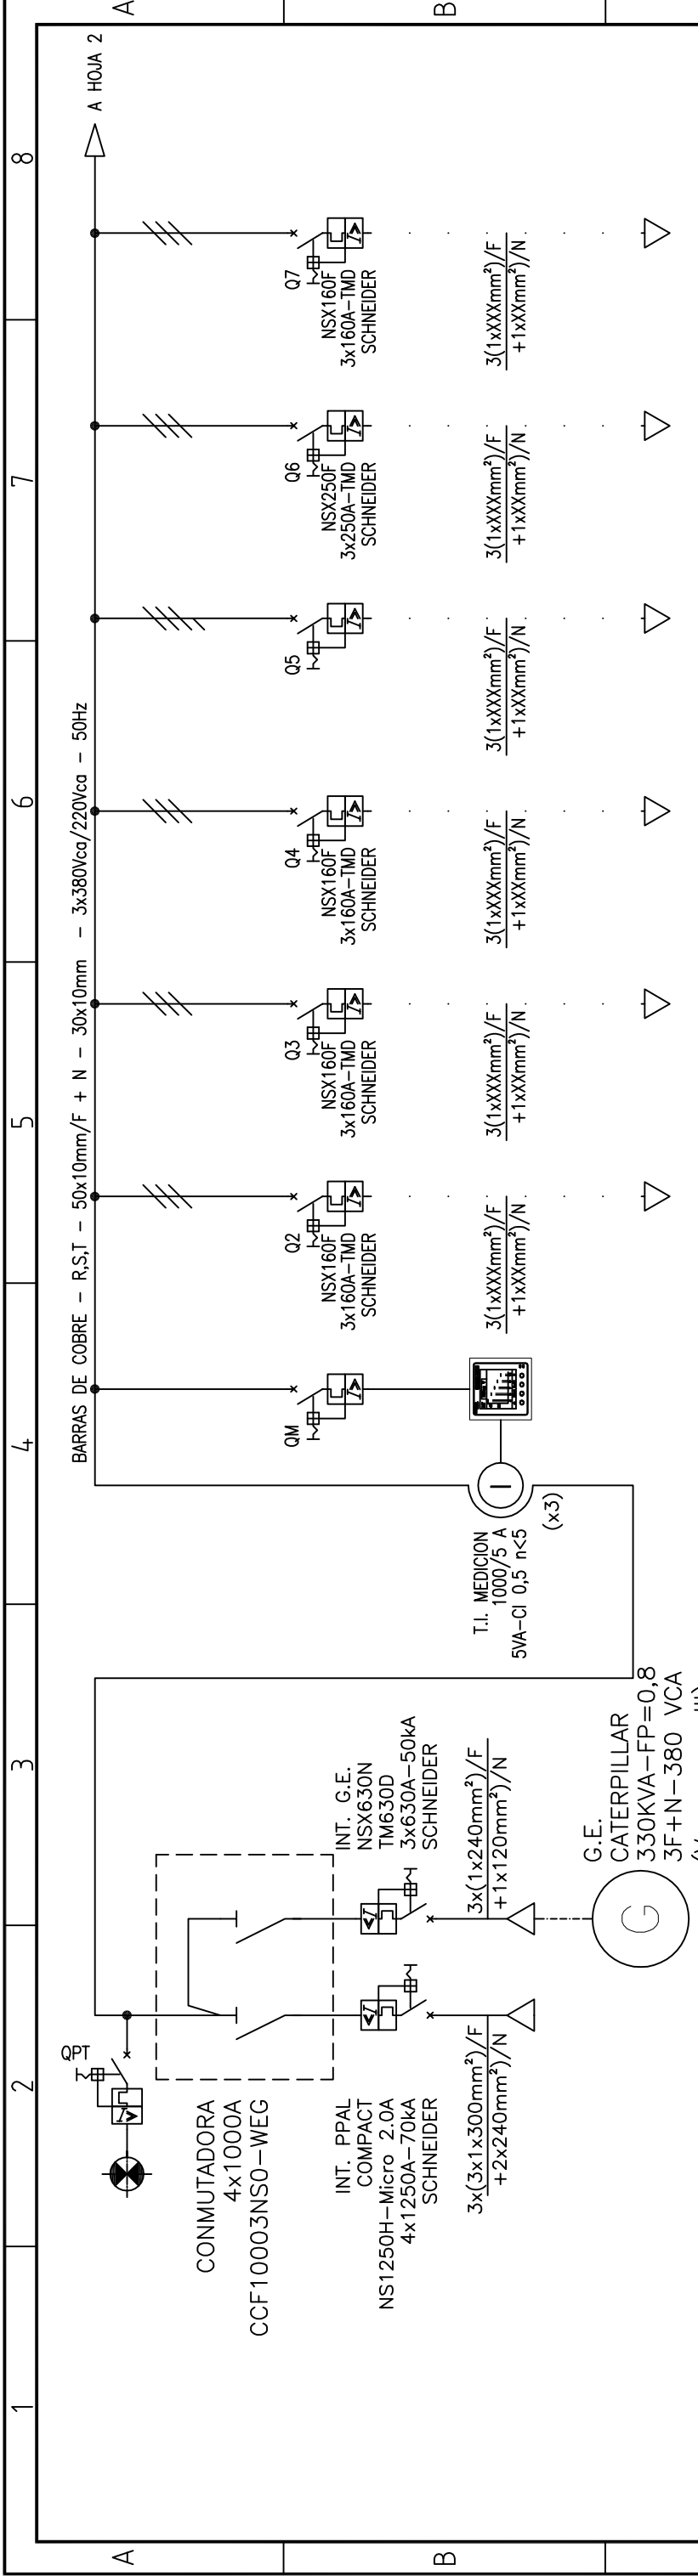 1
2
3
4
5
6
7
8
A
A
B
B
A HOJA 2
BARRAS DE COBRE - R,S,T - 50x10mm/F + N - 30x10mm - 3x380Vca/220Vca - 50Hz
QPT
CONMUTADORA
4x1000A
CCF10003NSO-WEG
INT. PPAL
COMPACT
NS1250H-Micro 2.0A
4x1250A-70kA
SCHNEIDER
3x(3x1x300mm²)/F
+2x240mm²)/N
INT. G.E.
NSX630N
TM630D
3x630A-50kA
SCHNEIDER
3x(1x240mm²)/F
+1x120mm²)/N
G
G.E.
CATERPILLAR
330KVA-FP=0,8
3F+N-380 VCA
T.I. MEDICION
1000/5 A
5VA-Cl 0,5 n<5
(x3)
QM
Q2
NSX160F
3x160A-TMD
SCHNEIDER
3(1xXXXmm²)/F
+1xXXmm²)/N
Q3
NSX160F
3x160A-TMD
SCHNEIDER
3(1xXXXmm²)/F
+1xXXmm²)/N
Q4
NSX160F
3x160A-TMD
SCHNEIDER
3(1xXXXmm²)/F
+1xXXmm²)/N
Q5
3(1xXXXmm²)/F
+1xXXmm²)/N
Q6
NSX250F
3x250A-TMD
SCHNEIDER
3(1xXXXmm²)/F
+1xXXmm²)/N
Q7
NSX160F
3x160A-TMD
SCHNEIDER
3(1xXXXmm²)/F
+1xXXmm²)/N